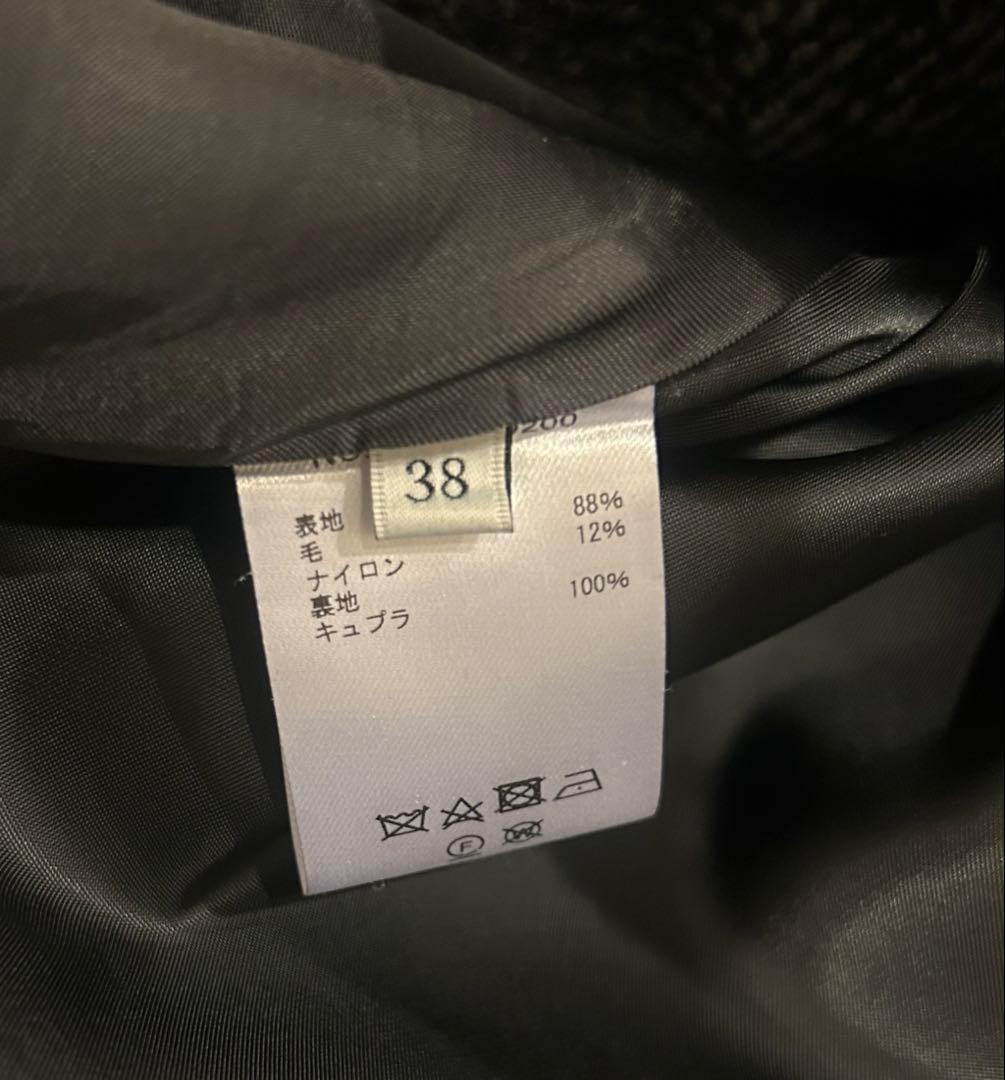 38
表地
毛 88%
ナイロン 12%
裏地
キュプラ 100%
F
W